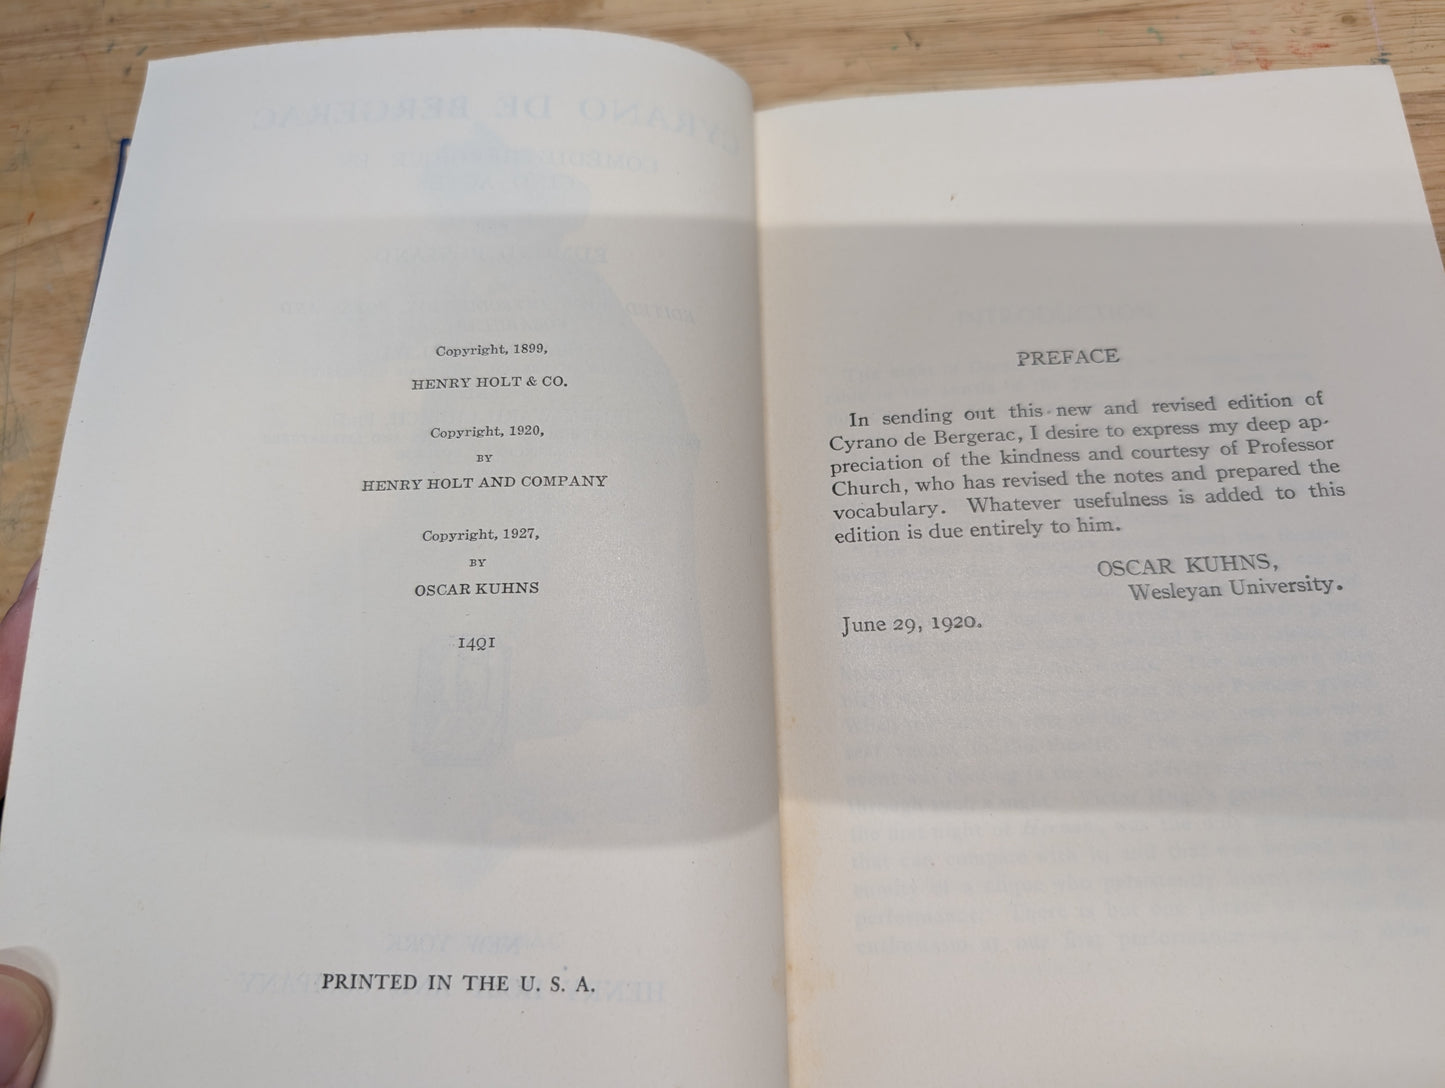 Copyright, 1899,
HENRY HOLT & CO.
Copyright, 1920,
BY
HENRY HOLT AND COMPANY
Copyright, 1927,
BY
OSCAR KUHNS
1491
PRINTED IN THE U. S. A.
PREFACE
In sending out this new and revised edition of
Cyrano de Bergerac, I desire to express my deep ap-
preciation of the kindness and courtesy of Professor
Church, who has revised the notes and prepared the
vocabulary. Whatever usefulness is added to this
edition is due entirely to him.
OSCAR KUHNS,
Wesleyan University.
June 29, 1920.